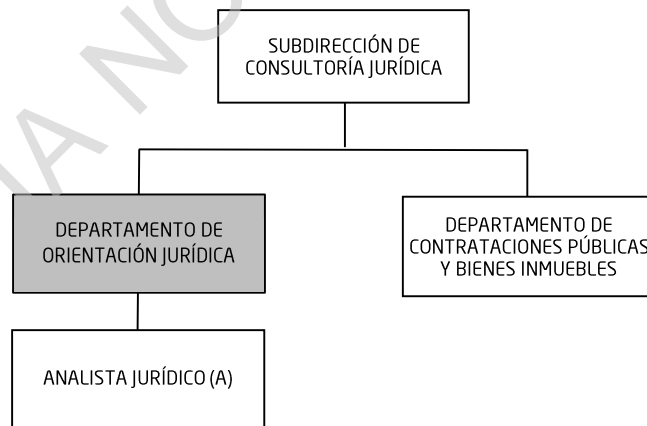 SUBDIRECCIÓN DE
CONSULTORÍA JURÍDICA
DEPARTAMENTO DE
ORIENTACIÓN JURÍDICA
DEPARTAMENTO DE
CONTRATACIONES PÚBLICAS
Y BIENES INMUEBLES
ANALISTA JURÍDICO (A)